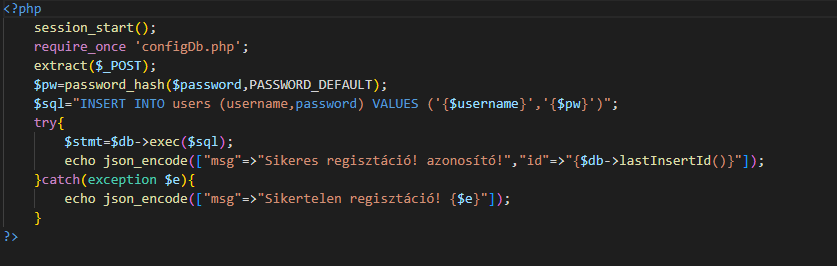 <?php
session_start();
require_once 'configDb.php';
extract($_POST);
$pw=password_hash($password,PASSWORD_DEFAULT);
$sql="INSERT INTO users (username,password) VALUES ('{$username}','{$pw}')";
try{
$stmt=$db->exec($sql);
echo json_encode(["msg"=>"Sikeres regisztáció! azonosító!","id"=>"{$db->lastInsertId()}"]);
}catch(exception $e){
echo json_encode(["msg"=>"Sikertelen regisztáció! {$e}"]);
}
?>